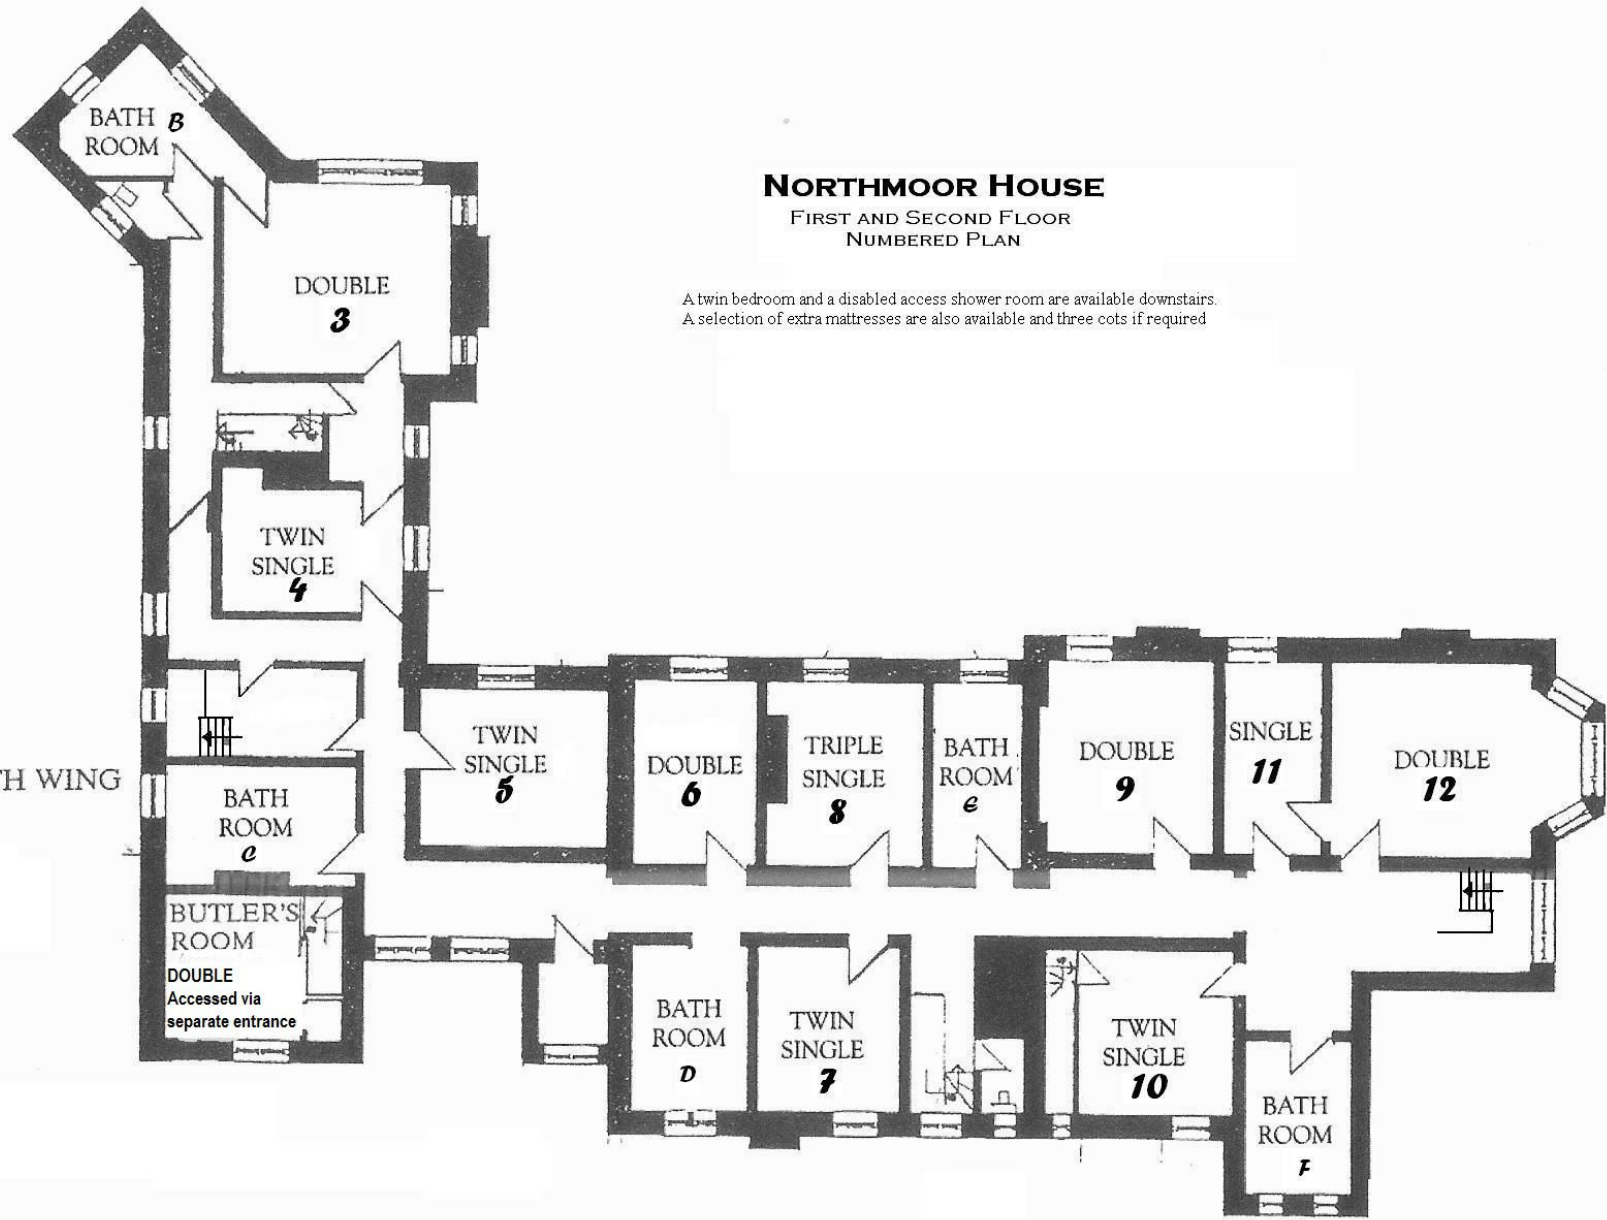 NORTHMOOR HOUSE
FIRST AND SECOND FLOOR
NUMBERED PLAN
A twin bedroom and a disabled access shower room are available downstairs.
A selection of extra mattresses are also available and three cots if required
BATH B
ROOM
DOUBLE
3
TWIN
SINGLE
4
TWIN
SINGLE
5
DOUBLE
6
TRIPLE
SINGLE
8
BATH
ROOM
E
DOUBLE
9
SINGLE
11
DOUBLE
12
TH WING
BATH
ROOM
C
BUTLER'S
ROOM
DOUBLE
Accessed via
separate entrance
BATH
ROOM
D
TWIN
SINGLE
7
TWIN
SINGLE
10
BATH
ROOM
F